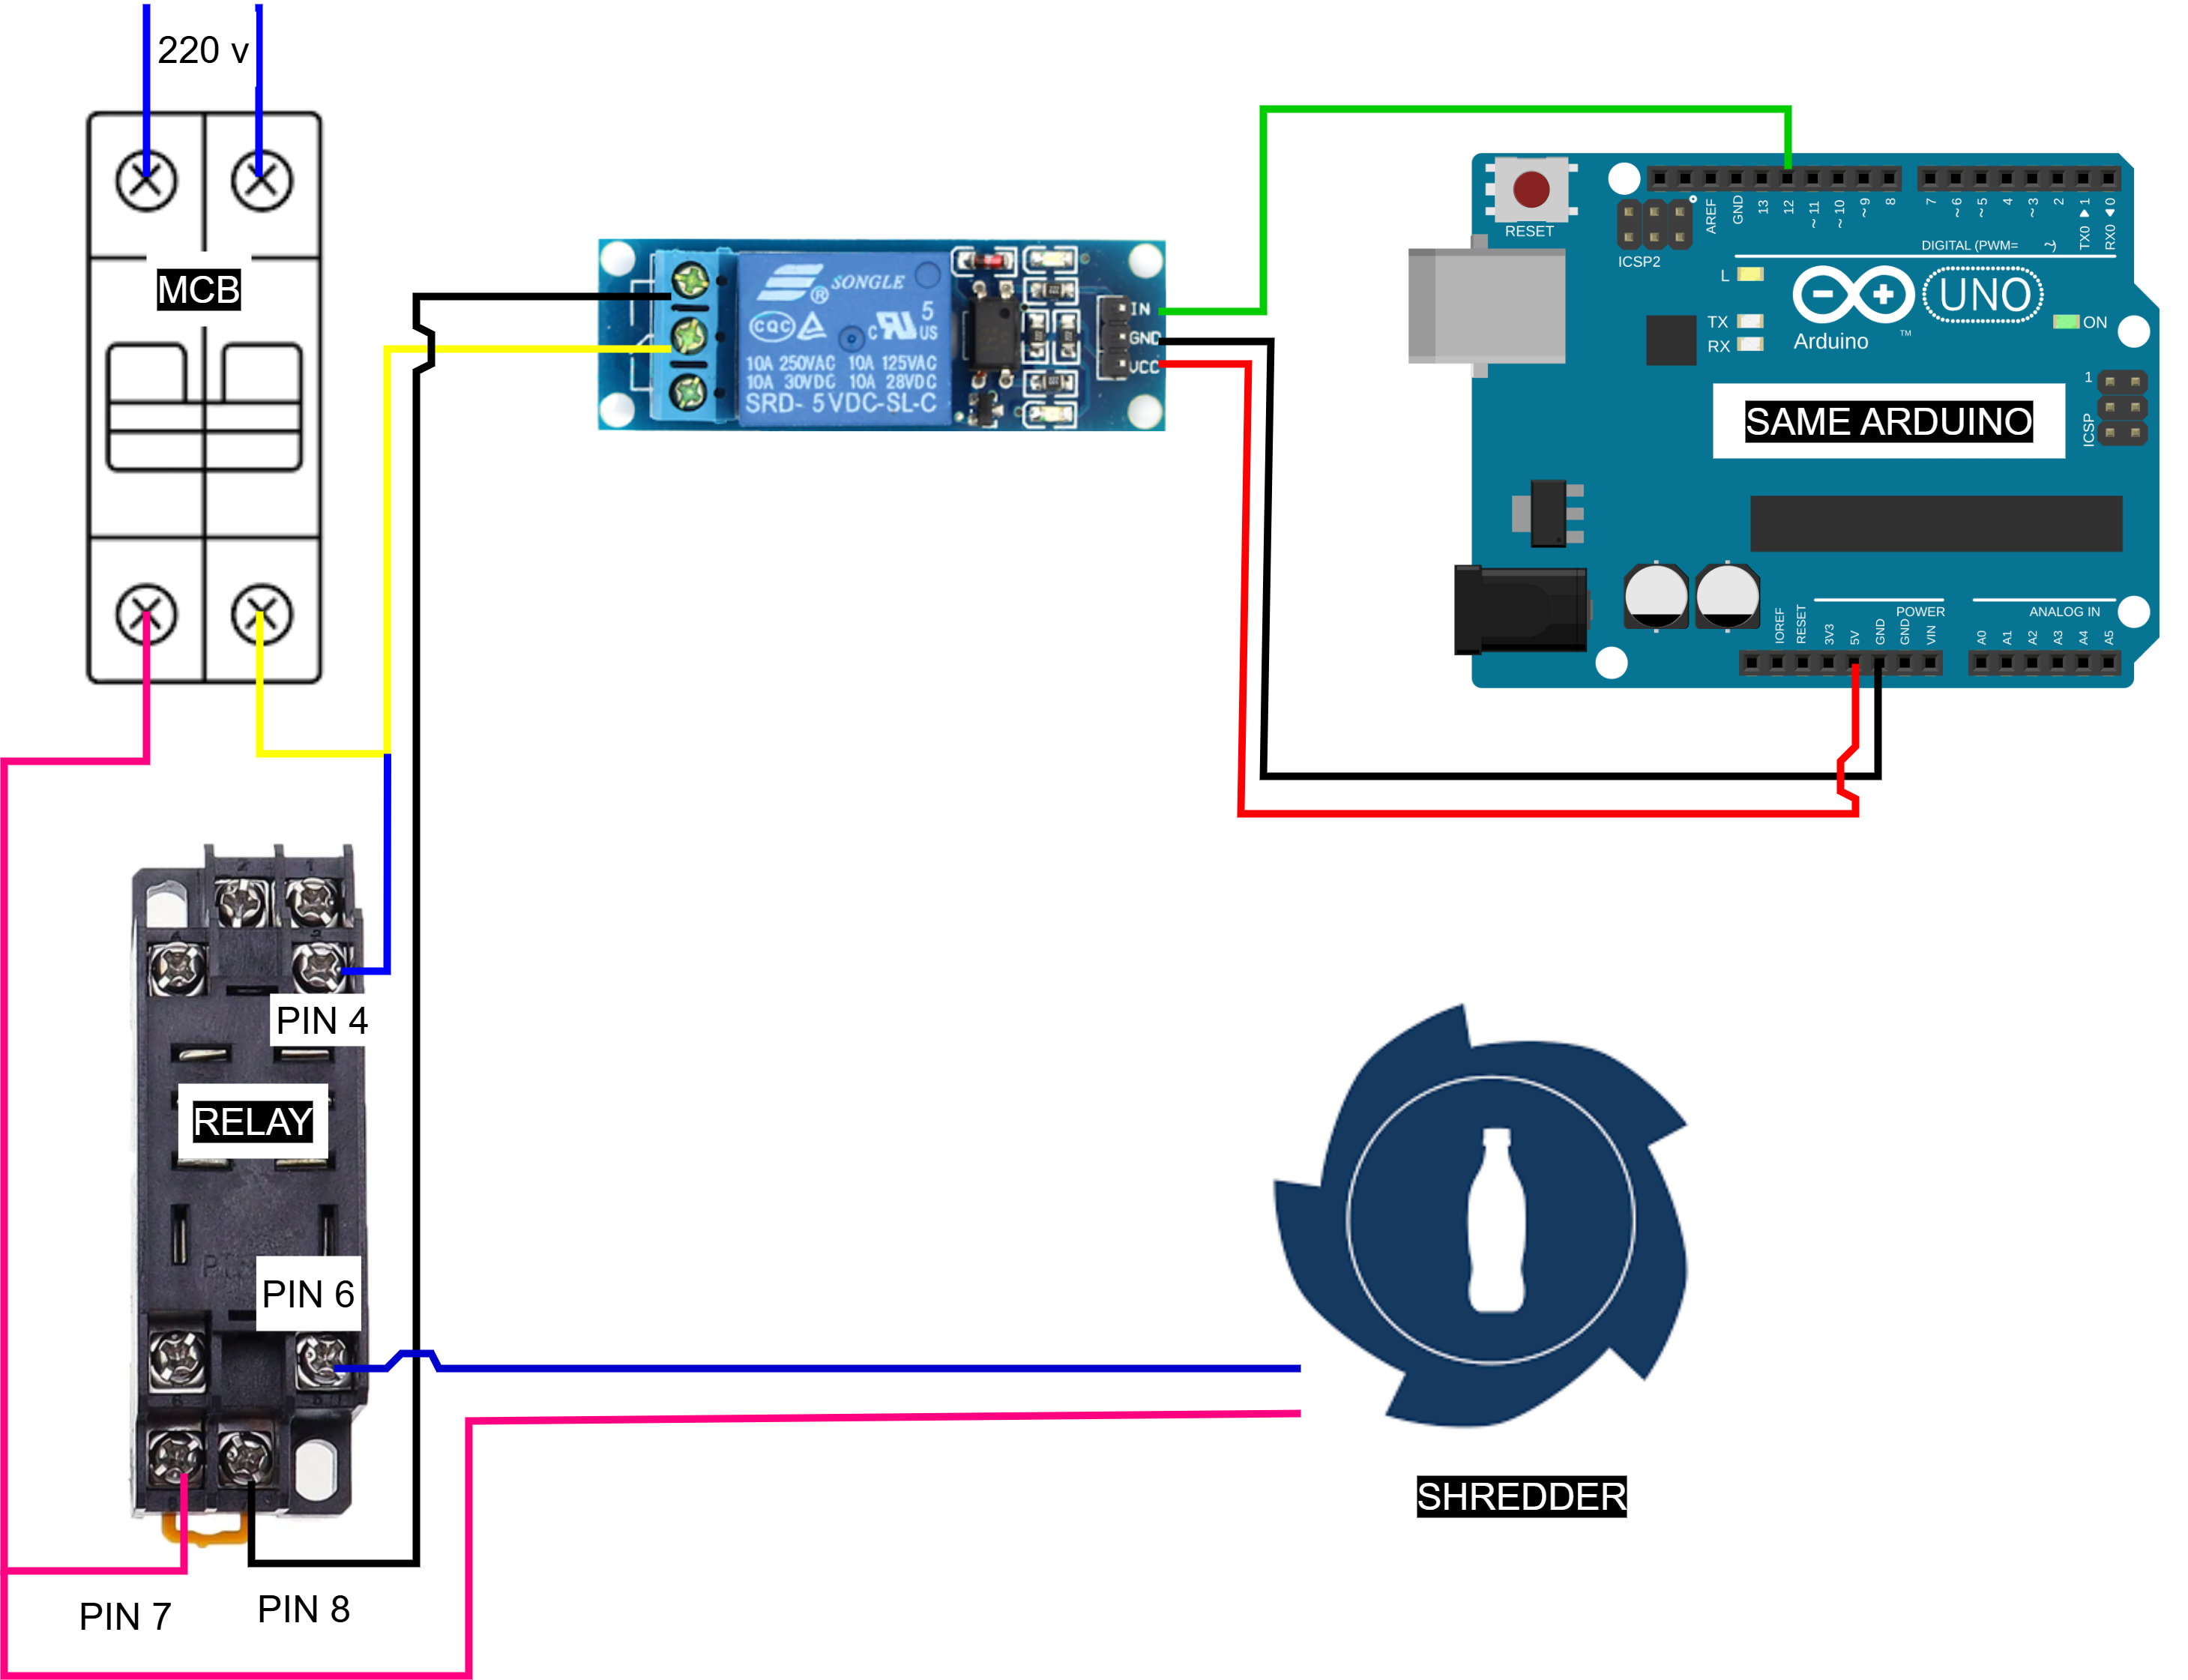 220 v
MCB
SONGLE
®
5
CQC
C US
10A 250VAC 10A 125VAC
10A 30VDC 10A 28VDC
SRD- 5VDC-SL-C
IN
GND
VCC
RESET
ICSP2
AREF
GND
13
12
~11
~10
~9
8
7
~6
~5
4
~3
2
TX0 ▶ 1
RX0 ◀ 0
DIGITAL (PWM= ~)
L
TX
RX
UNO
Arduino
TM
ON
1
ICSP
SAME ARDUINO
IOREF
RESET
3V3
5V
GND
GND
VIN
POWER
ANALOG IN
A0
A1
A2
A3
A4
A5
PIN 4
RELAY
PIN 6
PIN 7
PIN 8
SHREDDER